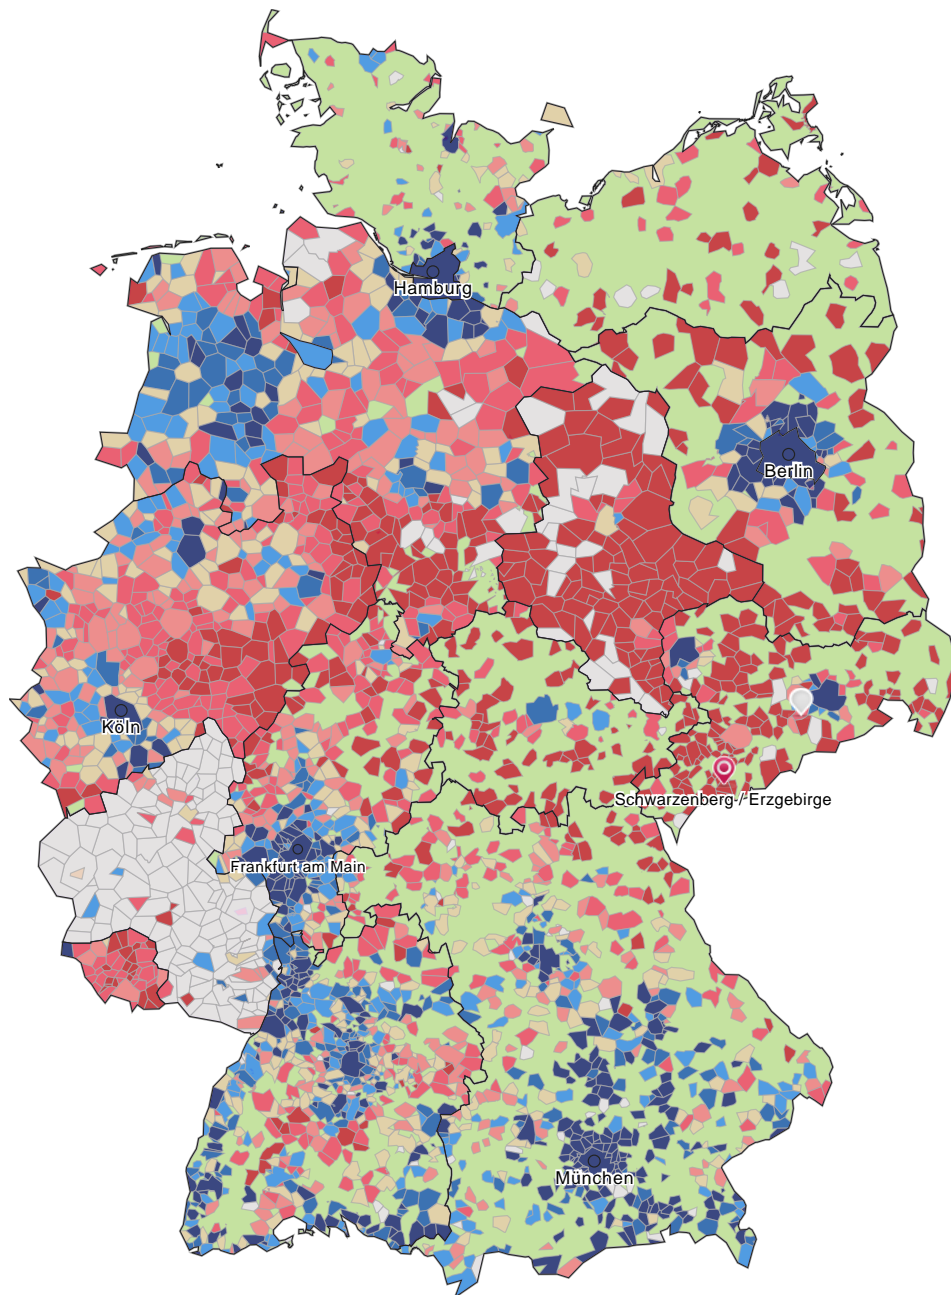 Hamburg
Berlin
Köln
Schwarzenberg / Erzgebirge
Frankfurt am Main
München